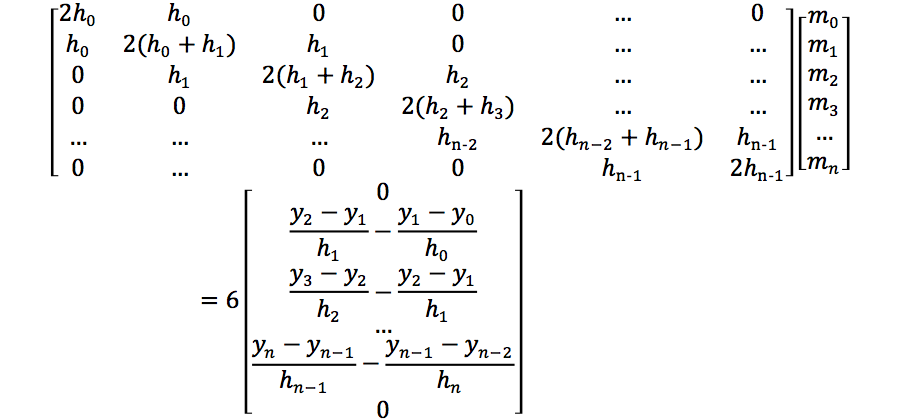 2h₀ h₀ 0 0 ... 0 m₀
h₀ 2(h₀ + h₁) h₁ 0 ... ... m₁
0 h₁ 2(h₁ + h₂) h₂ ... ... m₂
0 0 h₂ 2(h₂ + h₃) ... ... m₃
... ... ... hₙ₋₂ 2(hₙ₋₂ + hₙ₋₁) hₙ₋₁ ...
0 ... 0 0 hₙ₋₁ 2hₙ₋₁ mₙ
= 6
0
(y₂ − y₁)/h₁ − (y₁ − y₀)/h₀
(y₃ − y₂)/h₂ − (y₂ − y₁)/h₁
...
(yₙ − yₙ₋₁)/hₙ₋₁ − (yₙ₋₁ − yₙ₋₂)/hₙ
0